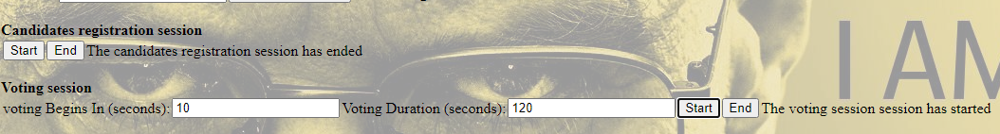 Candidates registration session
Start End The candidates registration session has ended
I AM
Voting session
voting Begins In (seconds): 10 Voting Duration (seconds): 120 Start End The voting session session has started